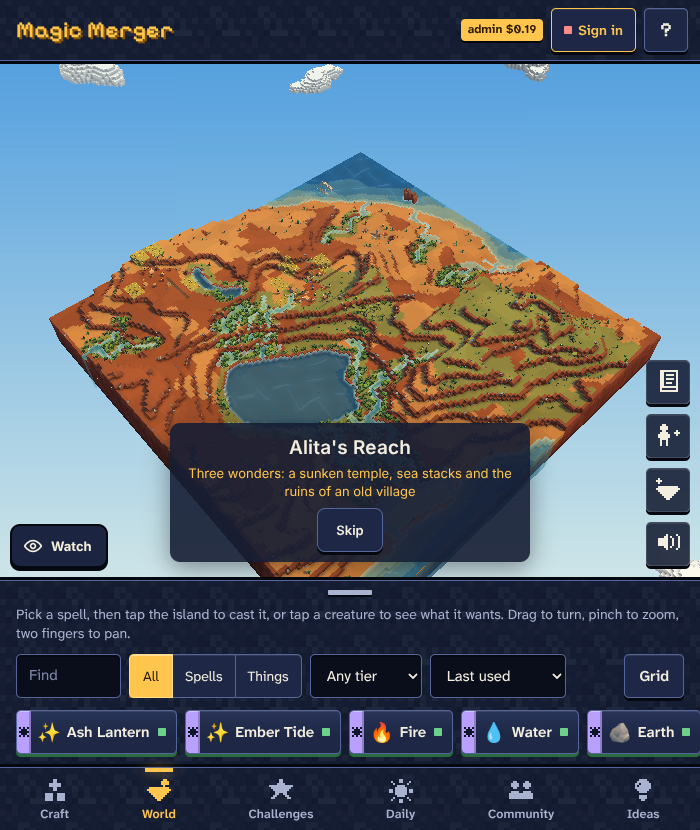 Magic Merger
admin $0.19
Sign in
?
Alita's Reach
Three wonders: a sunken temple, sea stacks and the
ruins of an old village
Skip
Watch
Pick a spell, then tap the island to cast it, or tap a creature to see what it wants. Drag to turn, pinch to zoom,
two fingers to pan.
Find
All
Spells
Things
Any tier
Last used
Grid
Ash Lantern
Ember Tide
Fire
Water
Earth
Craft
World
Challenges
Daily
Community
Ideas